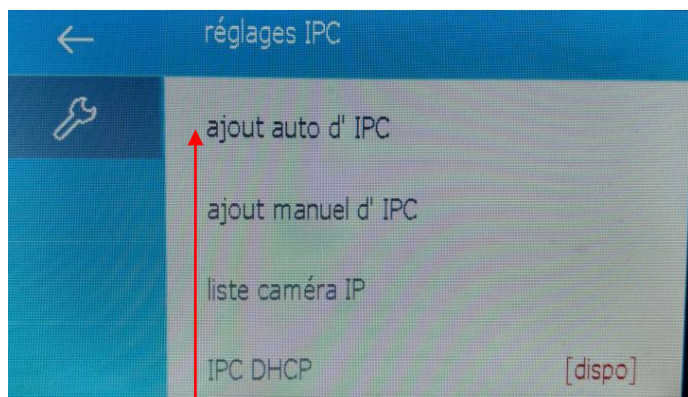 réglages IPC
ajout auto d' IPC
ajout manuel d' IPC
liste caméra IP
IPC DHCP [dispo]